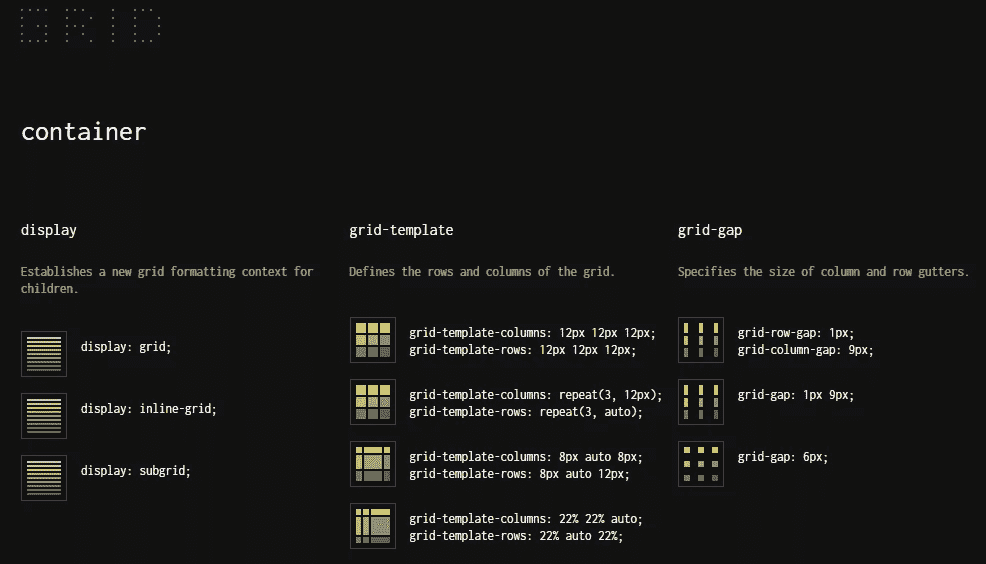 GRID
container
display
Establishes a new grid formatting context for
children.
display: grid;
display: inline-grid;
display: subgrid;
grid-template
Defines the rows and columns of the grid.
grid-template-columns: 12px 12px 12px;
grid-template-rows: 12px 12px 12px;
grid-template-columns: repeat(3, 12px);
grid-template-rows: repeat(3, auto);
grid-template-columns: 8px auto 8px;
grid-template-rows: 8px auto 12px;
grid-template-columns: 22% 22% auto;
grid-template-rows: 22% auto 22%;
grid-gap
Specifies the size of column and row gutters.
grid-row-gap: 1px;
grid-column-gap: 9px;
grid-gap: 1px 9px;
grid-gap: 6px;